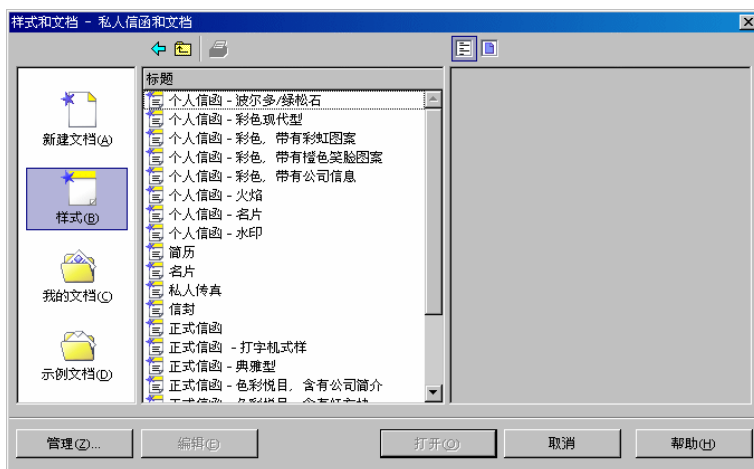 样式和文档 - 私人信函和文档
标题
个人信函 - 波尔多/绿松石
个人信函 - 彩色现代型
个人信函 - 彩色, 带有彩虹图案
个人信函 - 彩色, 带有橙色笑脸图案
个人信函 - 彩色, 带有公司信息
个人信函 - 火焰
个人信函 - 名片
个人信函 - 水印
简历
名片
私人传真
信封
正式信函
正式信函 - 打字机式样
正式信函 - 典雅型
正式信函 - 色彩悦目, 含有公司简介
新建文档(A)
样式(B)
我的文档(C)
示例文档(D)
管理(Z)...
编辑(E)
打开(O)
取消
帮助(H)